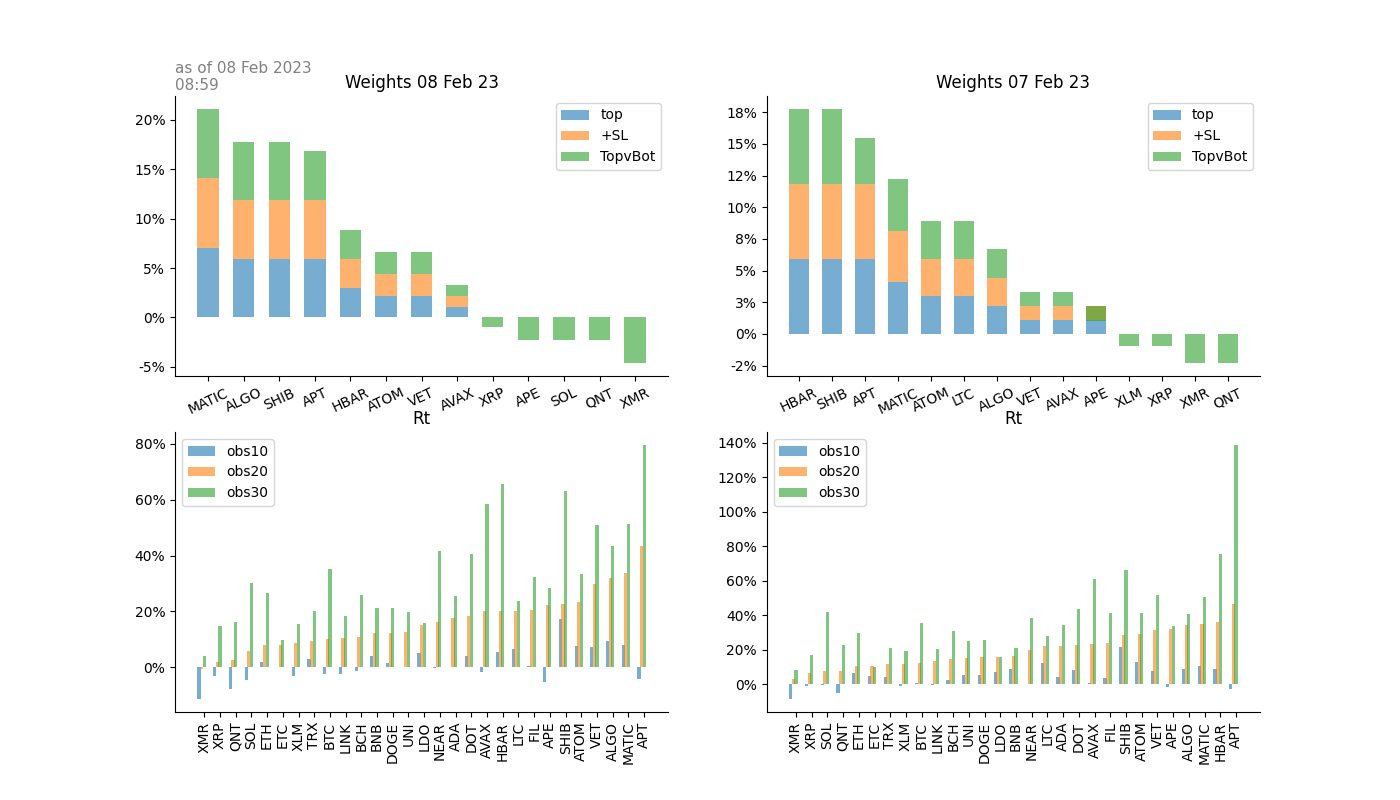 as of 08 Feb 2023
08:59
Weights 08 Feb 23
20%
15%
10%
5%
0%
-5%
top
+SL
TopvBot
MATIC ALGO SHIB APT HBAR ATOM VET AVAX XRP APE SOL QNT XMR
Weights 07 Feb 23
18%
15%
12%
10%
8%
5%
3%
0%
-2%
top
+SL
TopvBot
HBAR SHIB APT MATIC ATOM LTC ALGO VET AVAX APE XLM XRP XMR QNT
Rt
80%
60%
40%
20%
0%
obs10
obs20
obs30
XMR XRP QNT SOL ETH ETC XLM TRX BTC LINK BCH BNB DOGE UNI LDO NEAR ADA DOT AVAX HBAR LTC FIL APE SHIB ATOM VET ALGO MATIC APT
Rt
140%
120%
100%
80%
60%
40%
20%
0%
obs10
obs20
obs30
XMR XRP SOL QNT ETH ETC TRX XLM BTC LINK BCH UNI DOGE LDO BNB NEAR LTC ADA DOT AVAX FIL SHIB ATOM VET APE ALGO MATIC HBAR APT